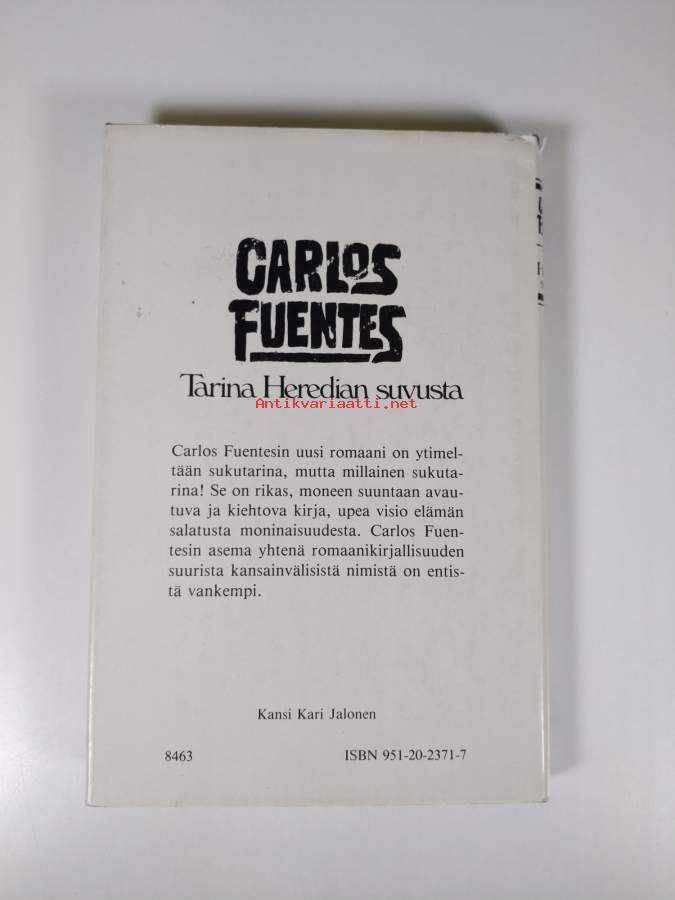 CARLOS
FUENTES
Tarina Heredian suvusta
Antikvariaatti.net
Carlos Fuentesin uusi romaani on ytimel-
tään sukutarina, mutta millainen sukuta-
rina! Se on rikas, moneen suuntaan avau-
tuva ja kiehtova kirja, upea visio elämän
salatusta moninaisuudesta. Carlos Fuen-
tesin asema yhtenä romaanikirjallisuuden
suurista kansainvälisistä nimistä on entis-
tä vankempi.
Kansi Kari Jalonen
8463 ISBN 951-20-2371-7